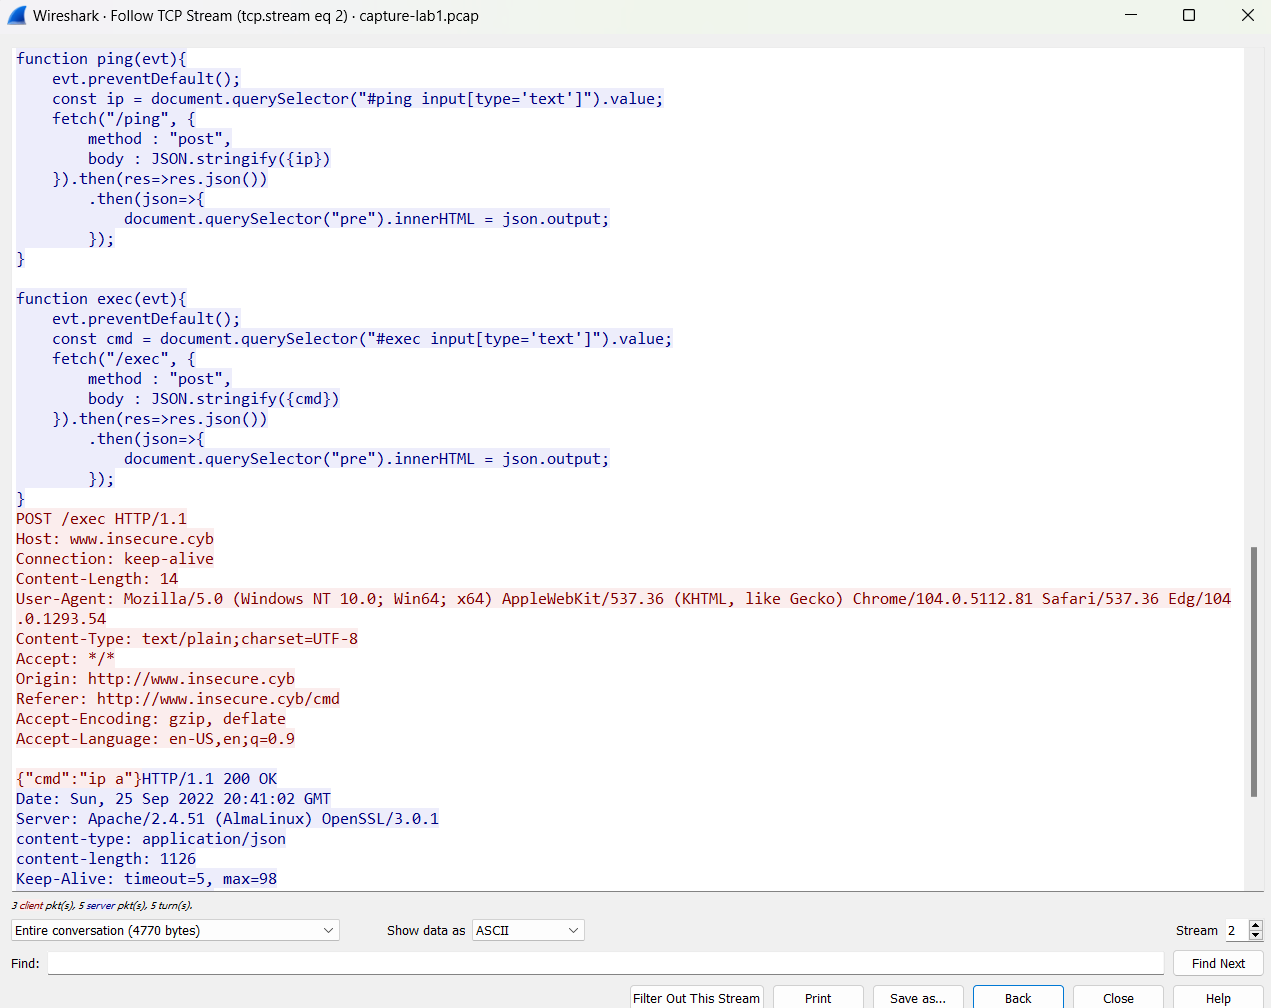 Wireshark · Follow TCP Stream (tcp.stream eq 2) · capture-lab1.pcap
function ping(evt){
    evt.preventDefault();
    const ip = document.querySelector("#ping input[type='text']").value;
    fetch("/ping", {
        method : "post",
        body : JSON.stringify({ip})
    }).then(res=>res.json())
        .then(json=>{
            document.querySelector("pre").innerHTML = json.output;
        });
}
function exec(evt){
    evt.preventDefault();
    const cmd = document.querySelector("#exec input[type='text']").value;
    fetch("/exec", {
        method : "post",
        body : JSON.stringify({cmd})
    }).then(res=>res.json())
        .then(json=>{
            document.querySelector("pre").innerHTML = json.output;
        });
}
POST /exec HTTP/1.1
Host: www.insecure.cyb
Connection: keep-alive
Content-Length: 14
User-Agent: Mozilla/5.0 (Windows NT 10.0; Win64; x64) AppleWebKit/537.36 (KHTML, like Gecko) Chrome/104.0.5112.81 Safari/537.36 Edg/104
.0.1293.54
Content-Type: text/plain;charset=UTF-8
Accept: */*
Origin: http://www.insecure.cyb
Referer: http://www.insecure.cyb/cmd
Accept-Encoding: gzip, deflate
Accept-Language: en-US,en;q=0.9
{"cmd":"ip a"}HTTP/1.1 200 OK
Date: Sun, 25 Sep 2022 20:41:02 GMT
Server: Apache/2.4.51 (AlmaLinux) OpenSSL/3.0.1
content-type: application/json
content-length: 1126
Keep-Alive: timeout=5, max=98
3 client pkt(s), 5 server pkt(s), 5 turn(s).
Entire conversation (4770 bytes)
Show data as
ASCII
Stream
2
Find:
Find Next
Filter Out This Stream
Print
Save as...
Back
Close
Help